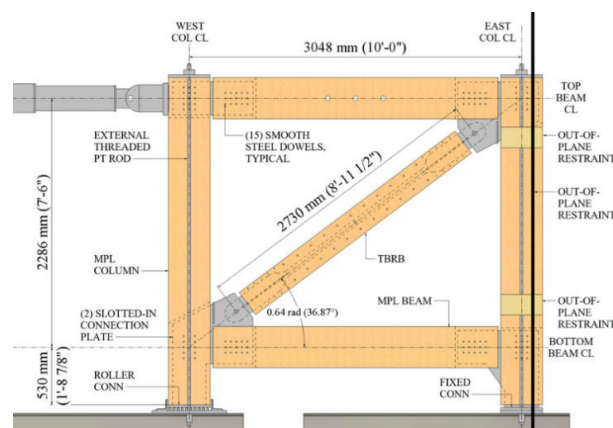 WEST
COL CL
EAST
COL CL
3048 mm (10'-0")
TOP
BEAM
CL
EXTERNAL
THREADED
PT ROD
(15) SMOOTH
STEEL DOWELS,
TYPICAL
OUT-OF-
PLANE
RESTRAINT
2286 mm (7'-6")
2730 mm (8'-11 1/2")
OUT-OF-
PLANE
RESTRAINT
MPL
COLUMN
TBRB
(2) SLOTTED-IN
CONNECTION
PLATE
0.64 rad (36.87°)
MPL BEAM
OUT-OF-
PLANE
RESTRAINT
BOTTOM
BEAM CL
530 mm
(1'-8 7/8")
ROLLER
CONN
FIXED
CONN